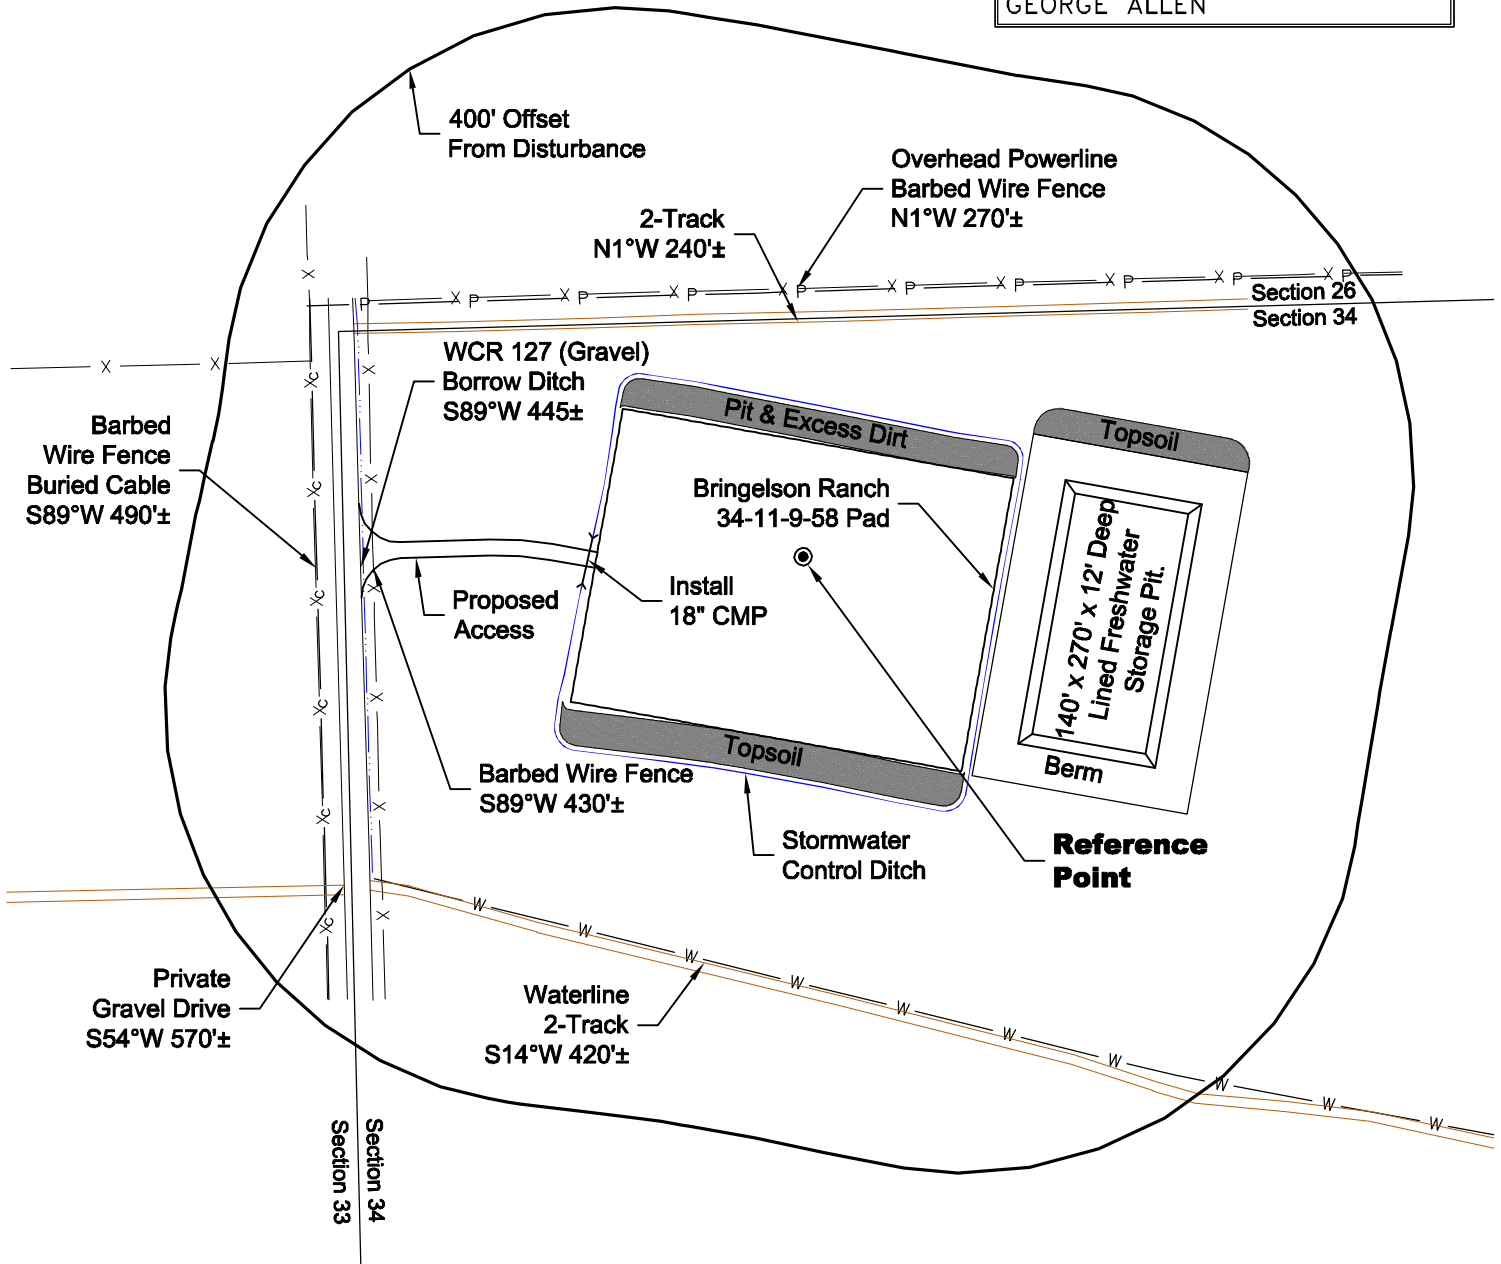 GEORGE ALLEN
400' Offset
From Disturbance
Overhead Powerline
Barbed Wire Fence
N1°W 270'±
2-Track
N1°W 240'±
Section 26
Section 34
WCR 127 (Gravel)
Borrow Ditch
S89°W 445±
Barbed
Wire Fence
Buried Cable
S89°W 490'±
Pit & Excess Dirt
Topsoil
Bringelson Ranch
34-11-9-58 Pad
140' x 270' x 12' Deep
Lined Freshwater
Storage Pit.
Berm
Install
18" CMP
Proposed
Access
Topsoil
Barbed Wire Fence
S89°W 430'±
Stormwater
Control Ditch
Reference
Point
Private
Gravel Drive
S54°W 570'±
Waterline
2-Track
S14°W 420'±
Section 34
Section 33